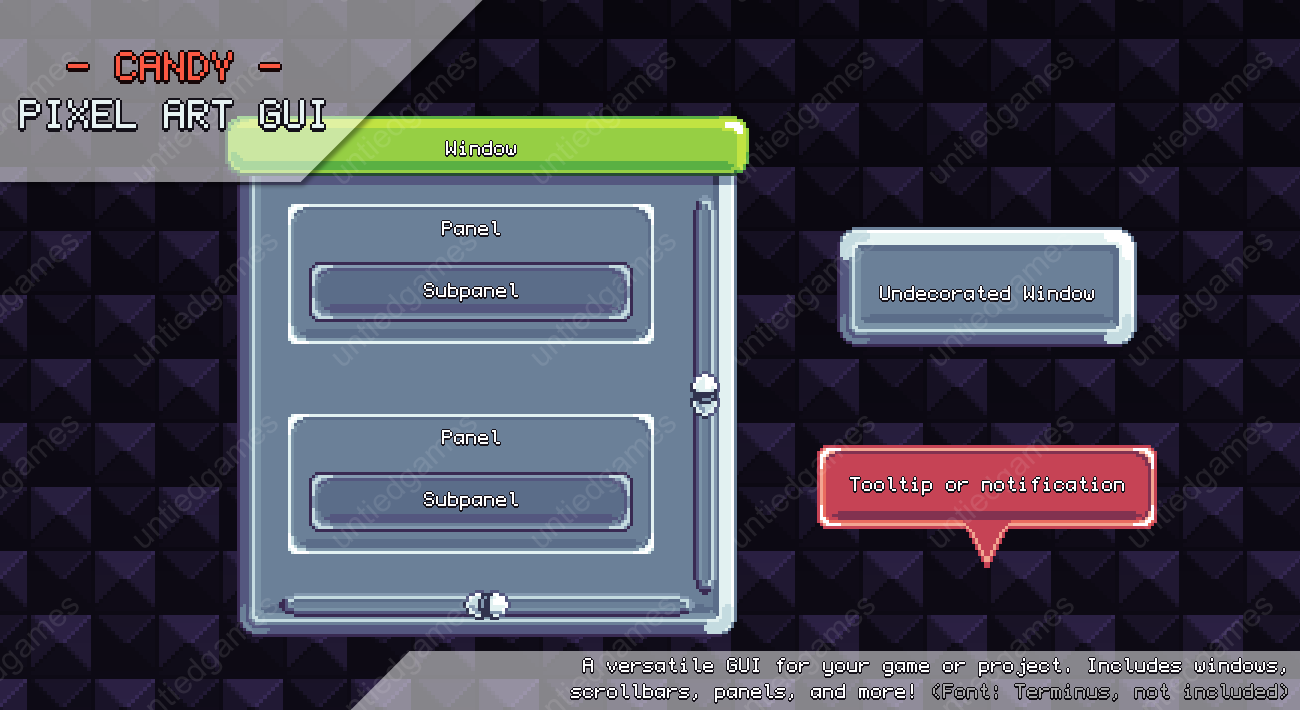 - CANDY -
PIXEL ART GUI
Window
Panel
Subpanel
Panel
Subpanel
Undecorated Window
Tooltip or notification
A versatile GUI for your game or project. Includes windows,
scrollbars, panels, and more! (Font: Terminus, not included)
untiedgames